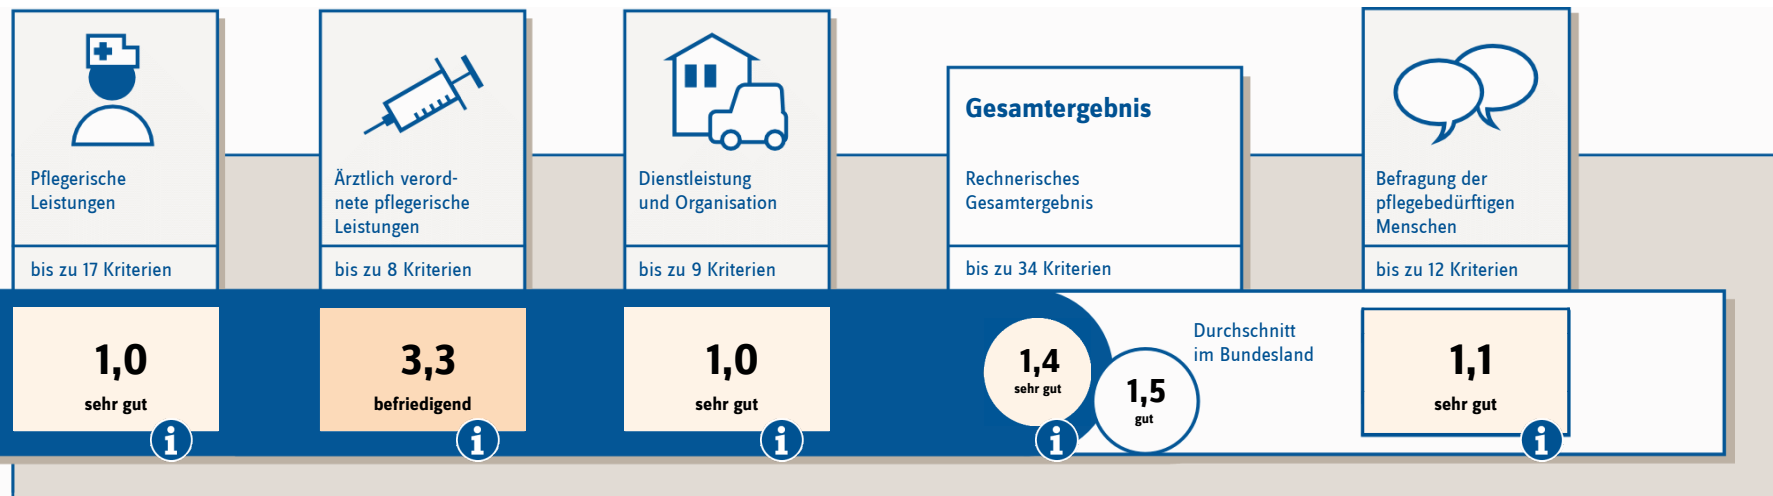 Pflegerische
Leistungen
bis zu 17 Kriterien
1,0
sehr gut
i
Ärztlich verord-
nete pflegerische
Leistungen
bis zu 8 Kriterien
3,3
befriedigend
i
Dienstleistung
und Organisation
bis zu 9 Kriterien
1,0
sehr gut
i
Gesamtergebnis
Rechnerisches
Gesamtergebnis
bis zu 34 Kriterien
1,4
sehr gut
i
1,5
gut
Durchschnitt
im Bundesland
Befragung der
pflegebedürftigen
Menschen
bis zu 12 Kriterien
1,1
sehr gut
i